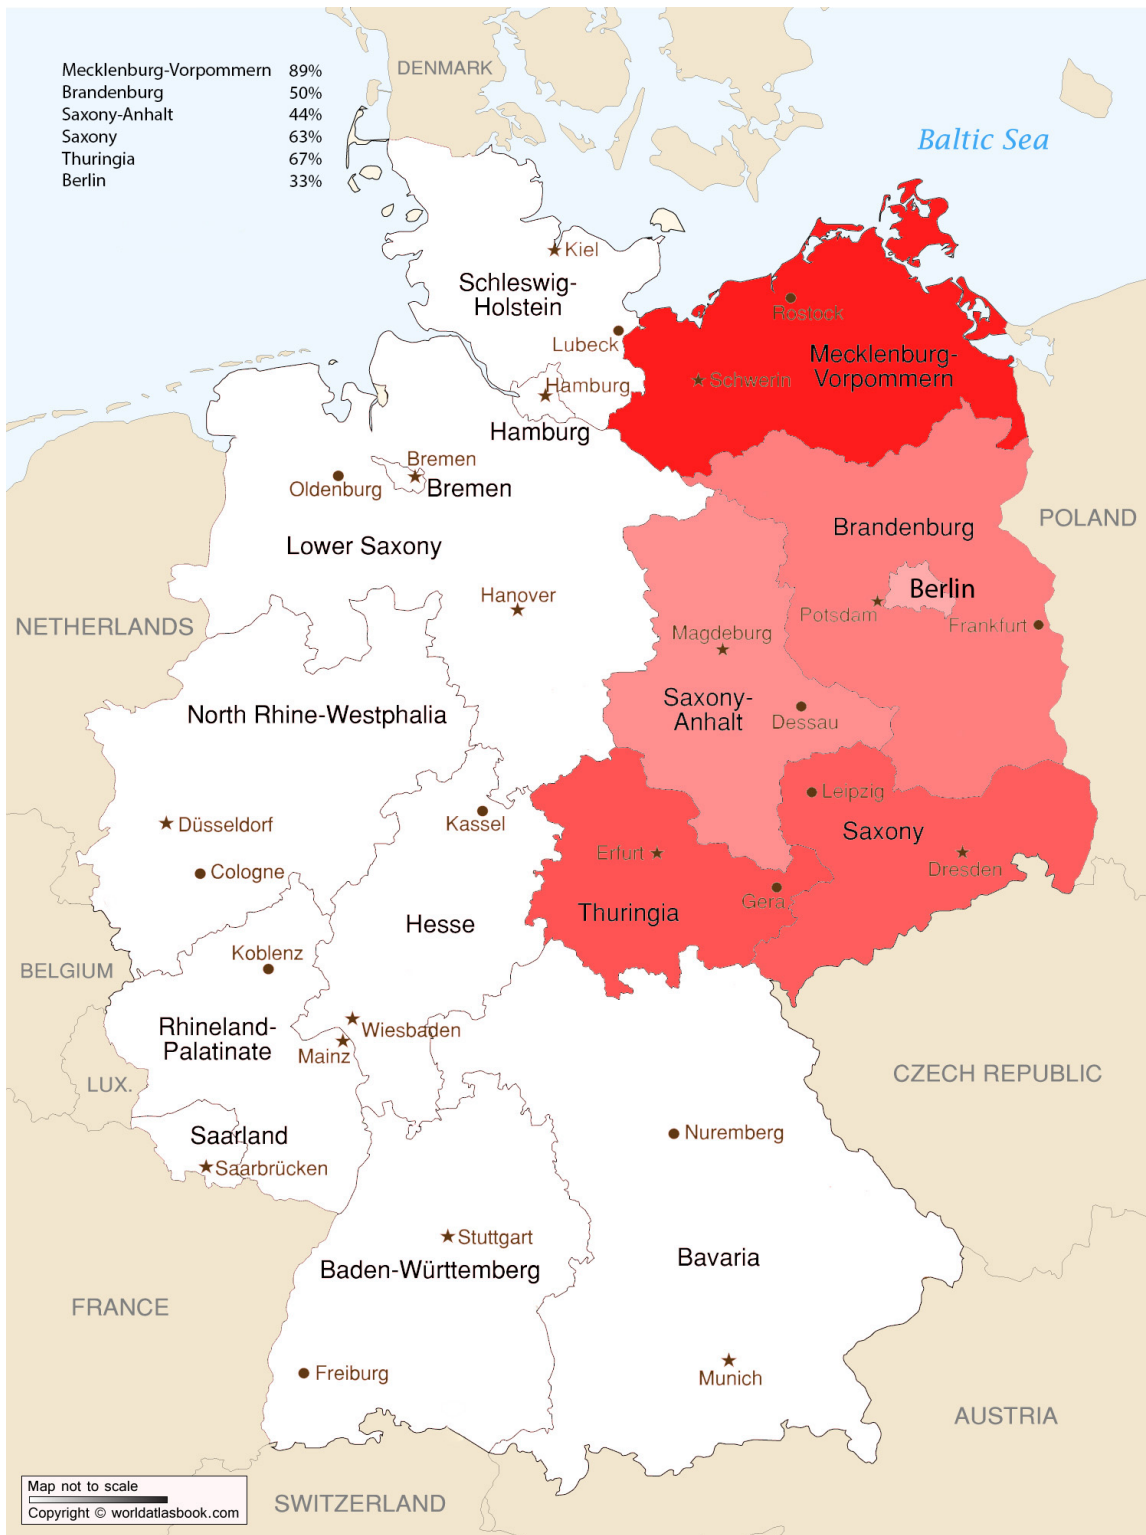 Mecklenburg-Vorpommern 89%
Brandenburg 50%
Saxony-Anhalt 44%
Saxony 63%
Thuringia 67%
Berlin 33%
DENMARK
Baltic Sea
Kiel
Schleswig-
Holstein
Rostock
Lubeck
Mecklenburg-
Vorpommern
Schwerin
Hamburg
Hamburg
Bremen
Bremen
Oldenburg
POLAND
Brandenburg
Lower Saxony
Berlin
Hanover
Potsdam
Frankfurt
NETHERLANDS
Magdeburg
Saxony-
Anhalt
North Rhine-Westphalia
Dessau
Leipzig
Düsseldorf
Kassel
Saxony
Erfurt
Dresden
Cologne
Gera
Thuringia
Hesse
Koblenz
BELGIUM
Rhineland-
Palatinate
Wiesbaden
Mainz
CZECH REPUBLIC
LUX.
Nuremberg
Saarland
Saarbrücken
Stuttgart
Bavaria
Baden-Württemberg
FRANCE
Freiburg
Munich
AUSTRIA
Map not to scale
SWITZERLAND
Copyright © worldatlasbook.com